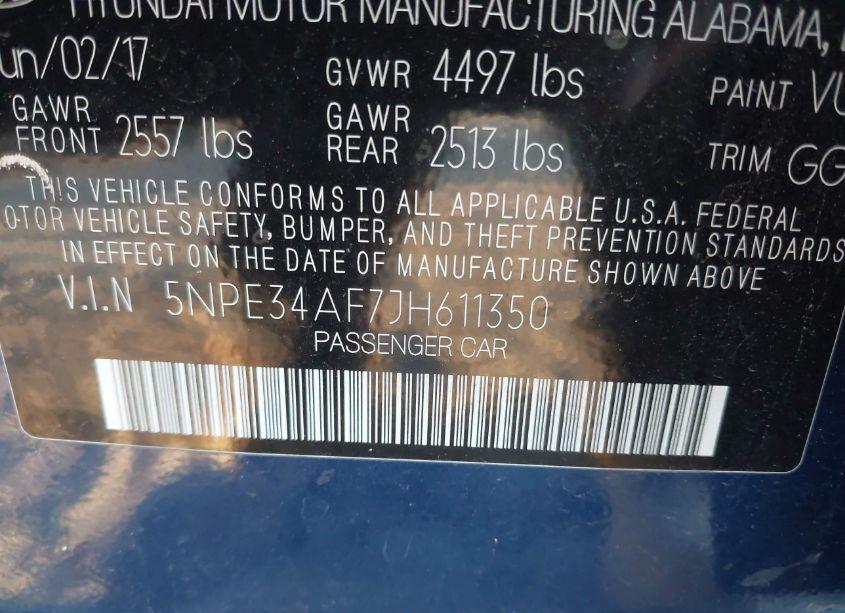 HYUNDAI MOTOR MANUFACTURING ALABAMA,
un/02/17 GVWR 4497 lbs PAINT VU
GAWR FRONT 2557 lbs GAWR REAR 2513 lbs TRIM GG
THIS VEHICLE CONFORMS TO ALL APPLICABLE U.S.A. FEDERAL
OTOR VEHICLE SAFETY, BUMPER, AND THEFT PREVENTION STANDARDS
IN EFFECT ON THE DATE OF MANUFACTURE SHOWN ABOVE
V.I.N 5NPE34AF7JH611350
PASSENGER CAR